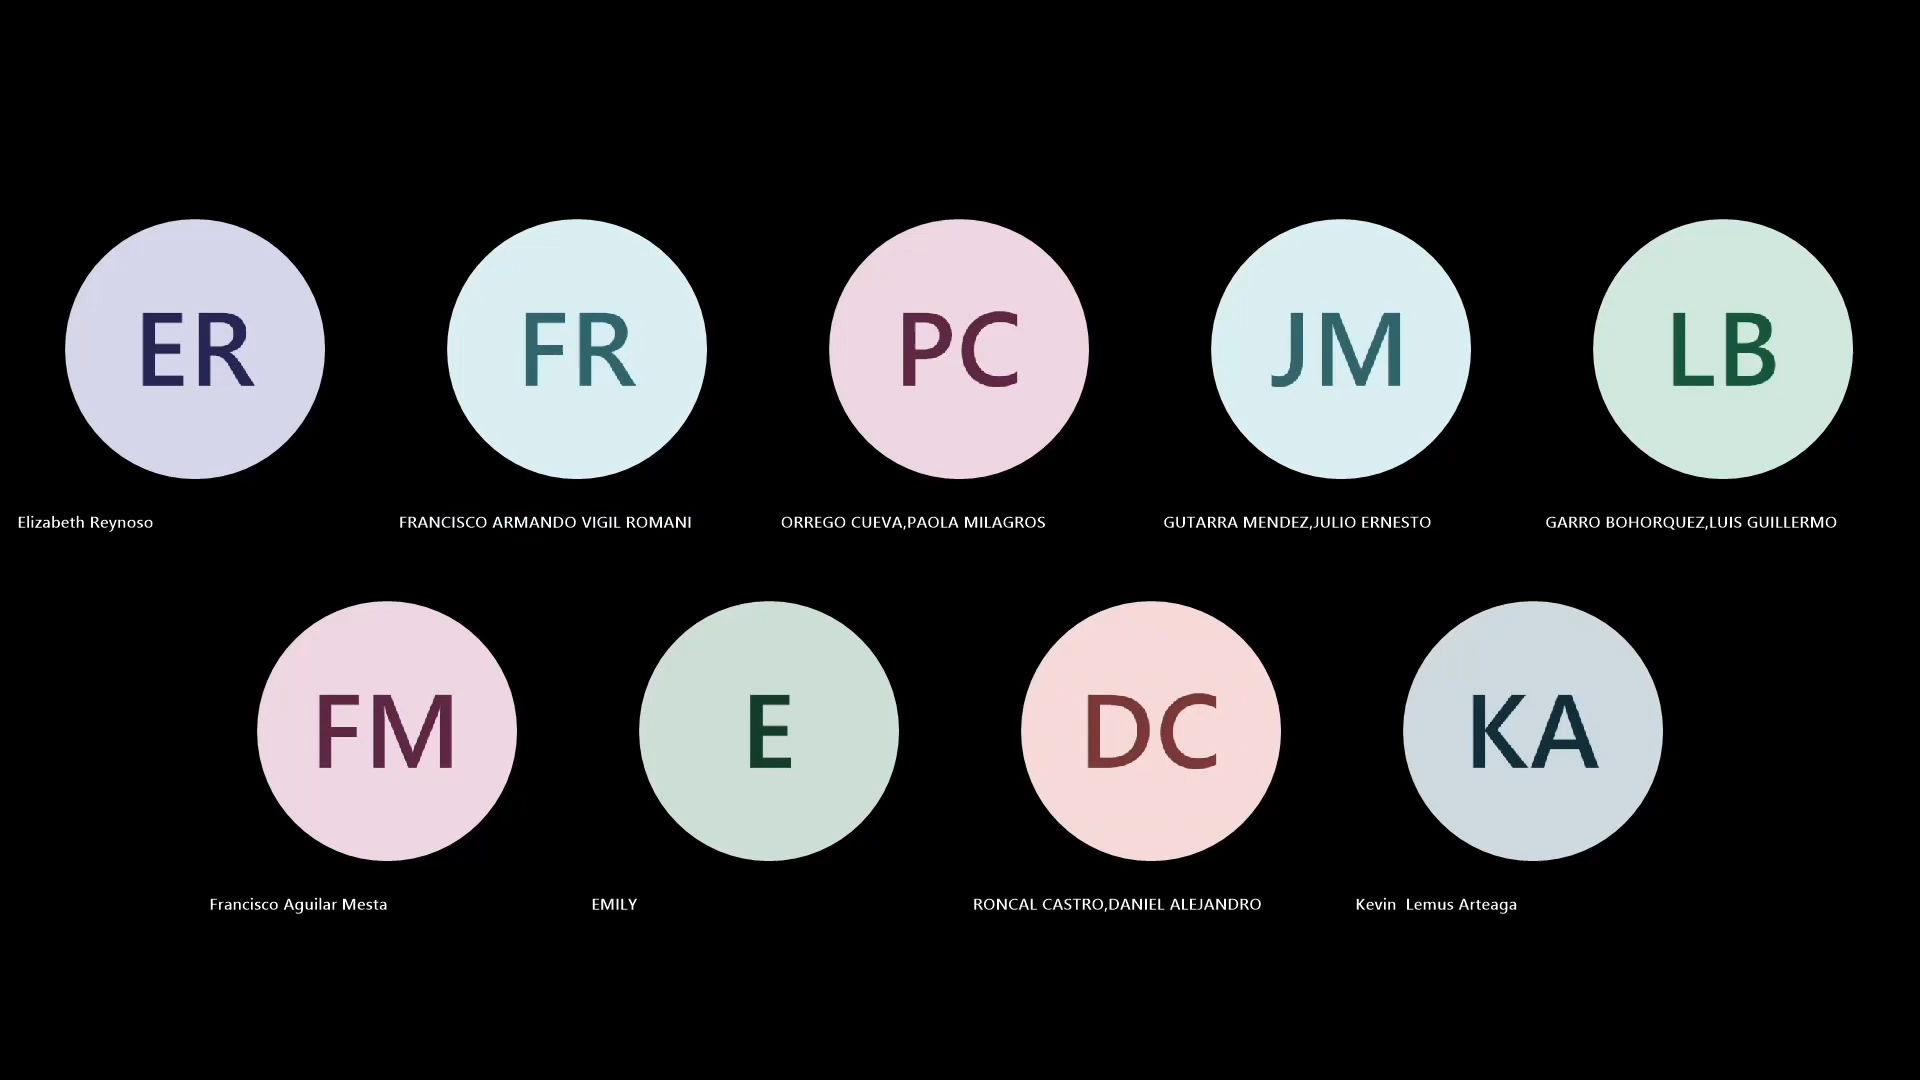 ER
FR
PC
JM
LB
Elizabeth Reynoso
FRANCISCO ARMANDO VIGIL ROMANI
ORREGO CUEVA,PAOLA MILAGROS
GUTARRA MENDEZ,JULIO ERNESTO
GARRO BOHORQUEZ,LUIS GUILLERMO
FM
E
DC
KA
Francisco Aguilar Mesta
EMILY
RONCAL CASTRO,DANIEL ALEJANDRO
Kevin  Lemus Arteaga